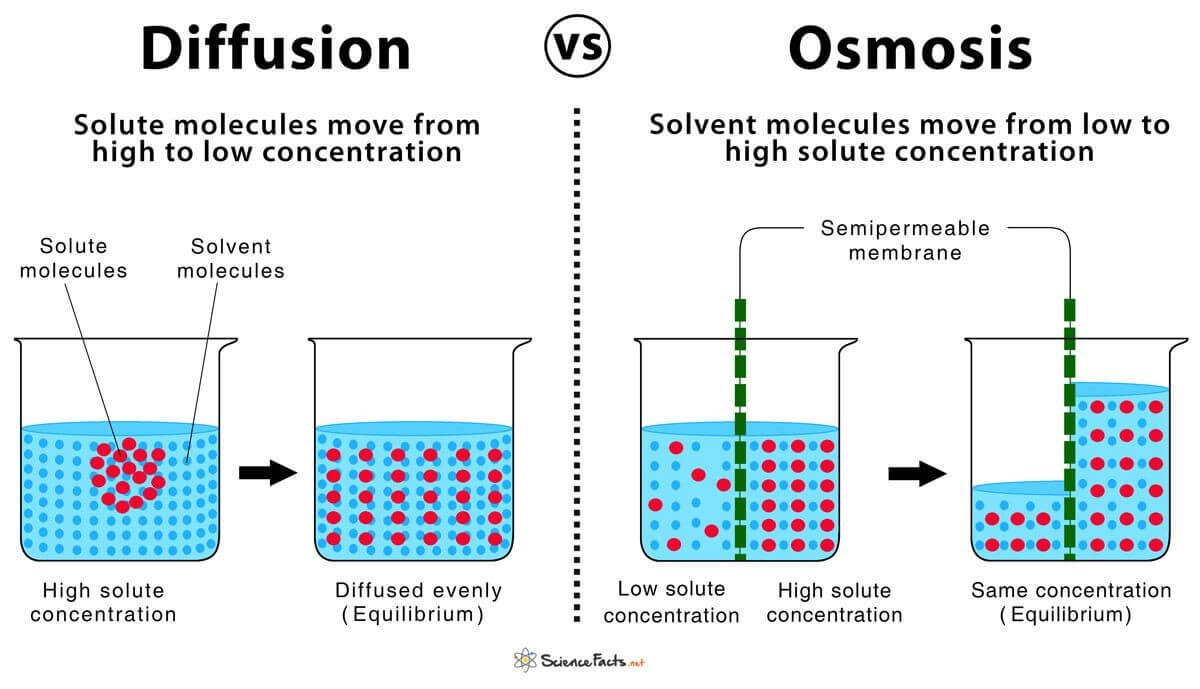 Diffusion
VS
Osmosis
Solute molecules move from
high to low concentration
Solvent molecules move from low to
high solute concentration
Solute
molecules
Solvent
molecules
Semipermeable
membrane
High solute
concentration
Diffused evenly
(Equilibrium)
Low solute
concentration
High solute
concentration
Same concentration
(Equilibrium)
ScienceFacts.net